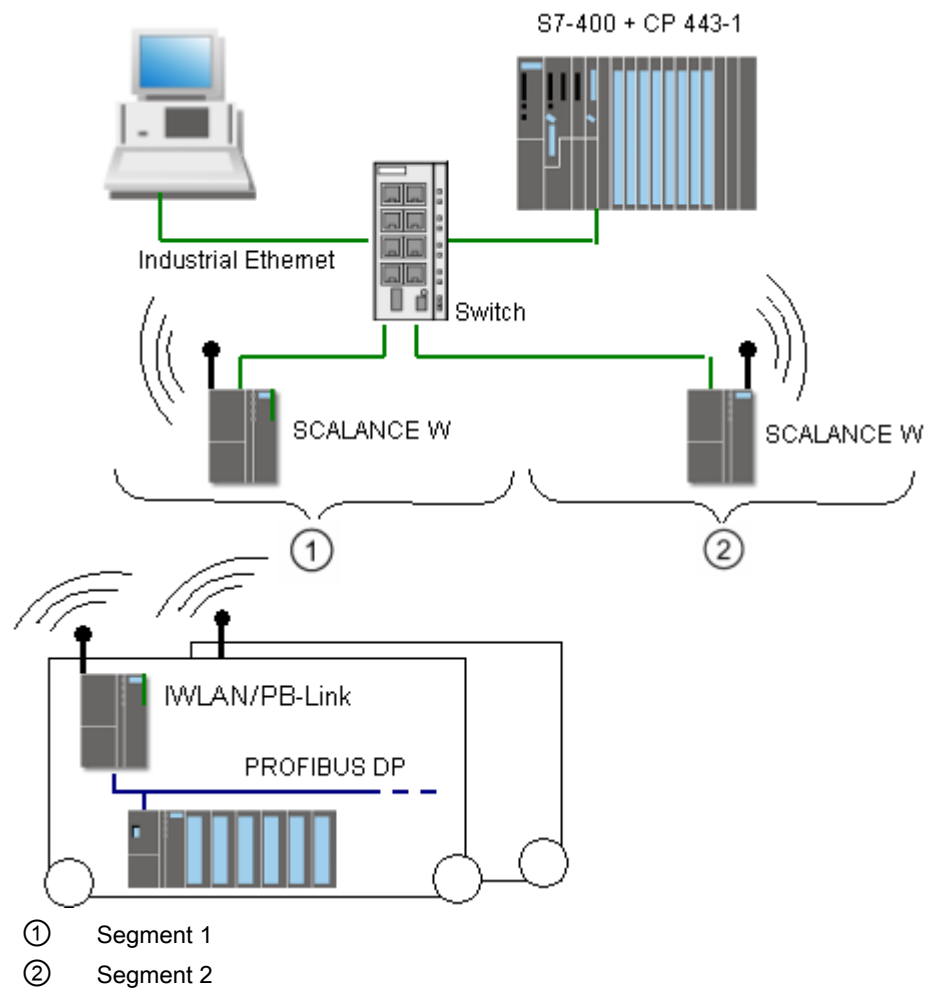 S7-400 + CP 443-1
Industrial Ethernet
Switch
SCALANCE W
SCALANCE W
1
2
IWLAN/PB-Link
PROFIBUS DP
① Segment 1
② Segment 2